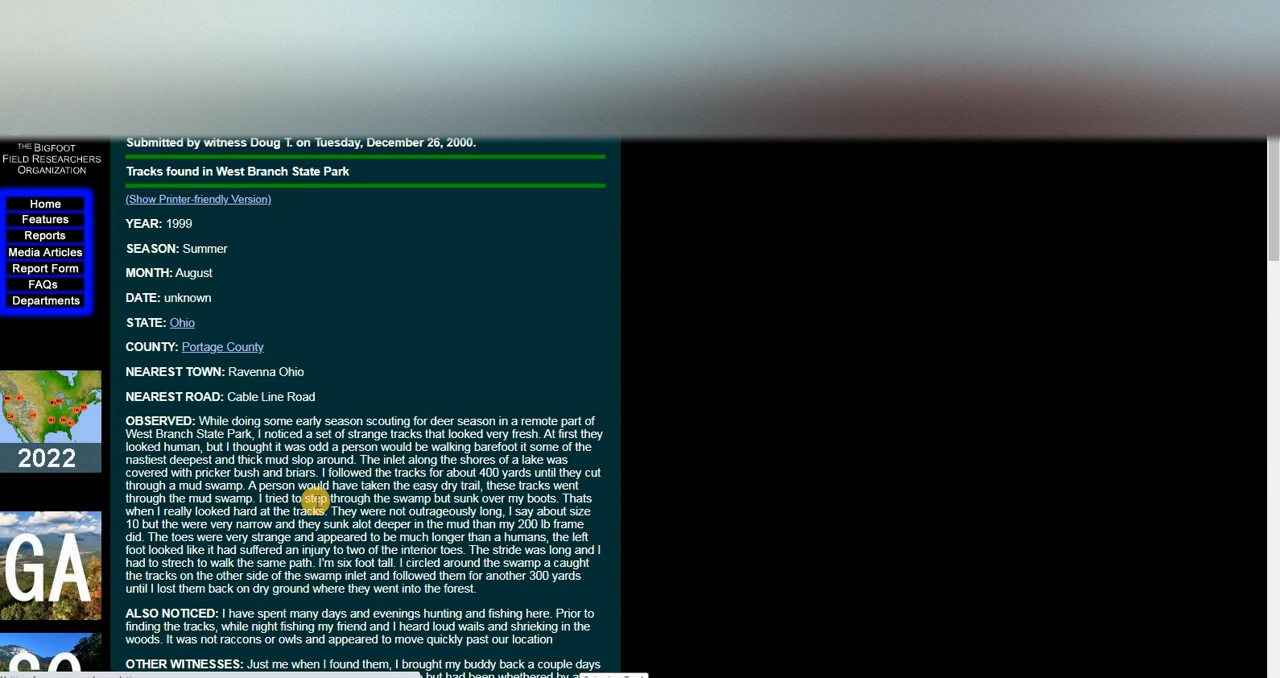 Submitted by witness Doug T. on Tuesday, December 26, 2000.
THE BIGFOOT
FIELD RESEARCHERS
ORGANIZATION
Home
Features
Reports
Media Articles
Report Form
FAQs
Departments
2022
GA
Tracks found in West Branch State Park
(Show Printer-friendly Version)
YEAR: 1999
SEASON: Summer
MONTH: August
DATE: unknown
STATE: Ohio
COUNTY: Portage County
NEAREST TOWN: Ravenna Ohio
NEAREST ROAD: Cable Line Road
OBSERVED: While doing some early season scouting for deer season in a remote part of
West Branch State Park, I noticed a set of strange tracks that looked very fresh. At first they
looked human, but I thought it was odd a person would be walking barefoot it some of the
nastiest deepest and thick mud slop around. The inlet along the shores of a lake was
covered with pricker bush and briars. I followed the tracks for about 400 yards until they cut
through a mud swamp. A person would have taken the easy dry trail, these tracks went
through the mud swamp. I tried to step through the swamp but sunk over my boots. Thats
when I really looked hard at the tracks. They were not outrageously long, I say about size
10 but the were very narrow and they sunk alot deeper in the mud than my 200 lb frame
did. The toes were very strange and appeared to be much longer than a humans, the left
foot looked like it had suffered an injury to two of the interior toes. The stride was long and I
had to strech to walk the same path. I'm six foot tall. I circled around the swamp a caught
the tracks on the other side of the swamp inlet and followed them for another 300 yards
until I lost them back on dry ground where they went into the forest.
ALSO NOTICED: I have spent many days and evenings hunting and fishing here. Prior to
finding the tracks, while night fishing my friend and I heard loud wails and shrieking in the
woods. It was not raccons or owls and appeared to move quickly past our location
OTHER WITNESSES: Just me when I found them, I brought my buddy back a couple days
but had been whethered by a